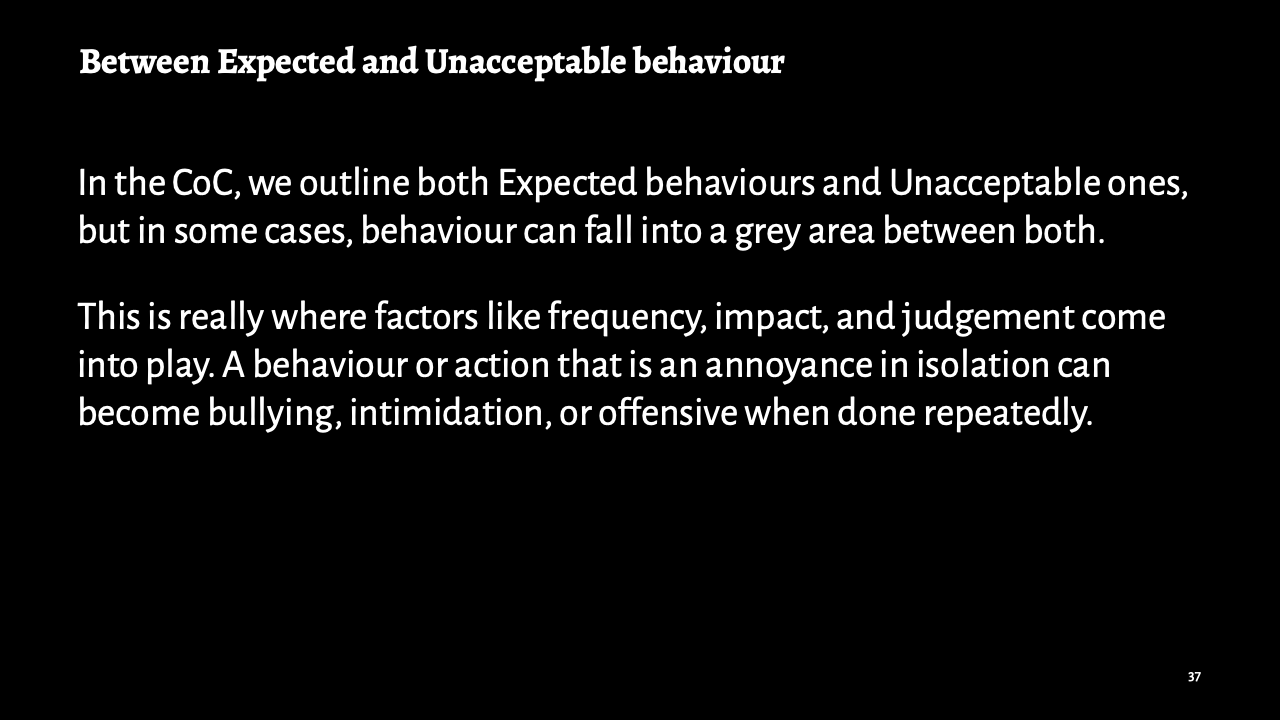 Between Expected and Unacceptable behaviour
In the CoC, we outline both Expected behaviours and Unacceptable ones,
but in some cases, behaviour can fall into a grey area between both.
This is really where factors like frequency, impact, and judgement come
into play. A behaviour or action that is an annoyance in isolation can
become bullying, intimidation, or offensive when done repeatedly.
37